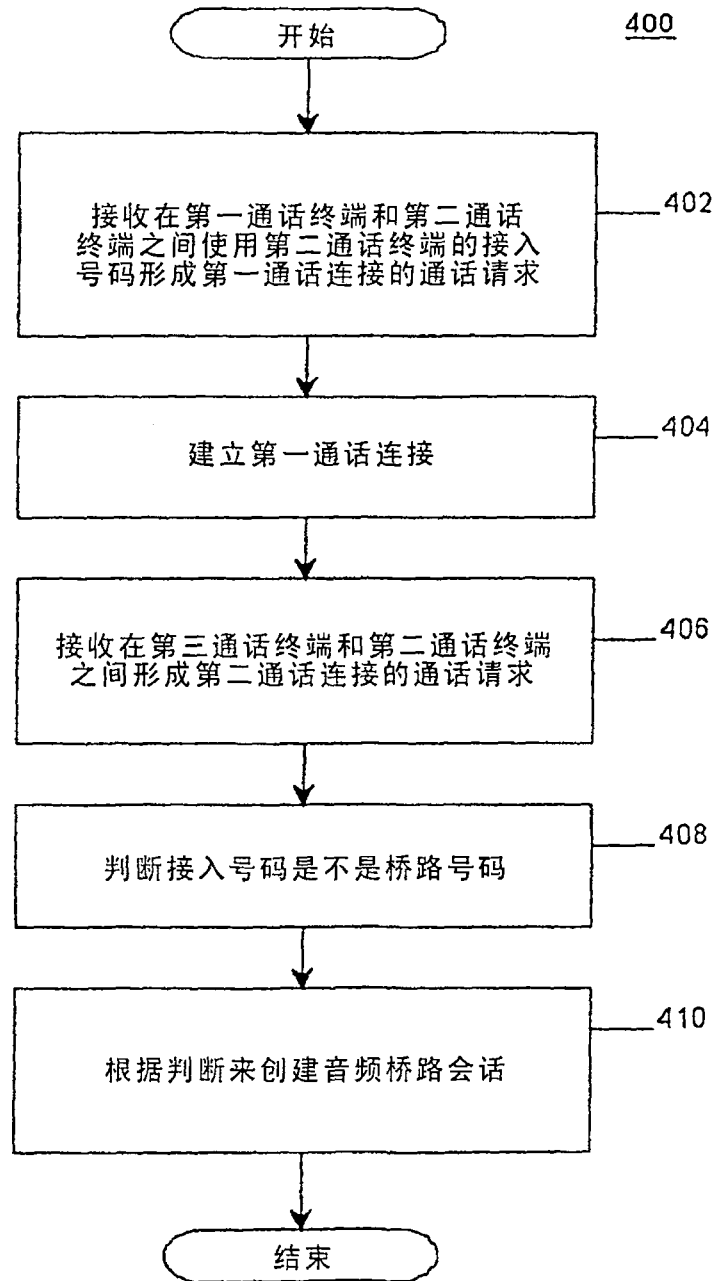 开始
400
接收在第一通话终端和第二通话
终端之间使用第二通话终端的接入
号码形成第一通话连接的通话请求
402
建立第一通话连接
404
接收在第三通话终端和第二通话终端
之间形成第二通话连接的通话请求
406
判断接入号码是不是桥路号码
408
根据判断来创建音频桥路会话
410
结束